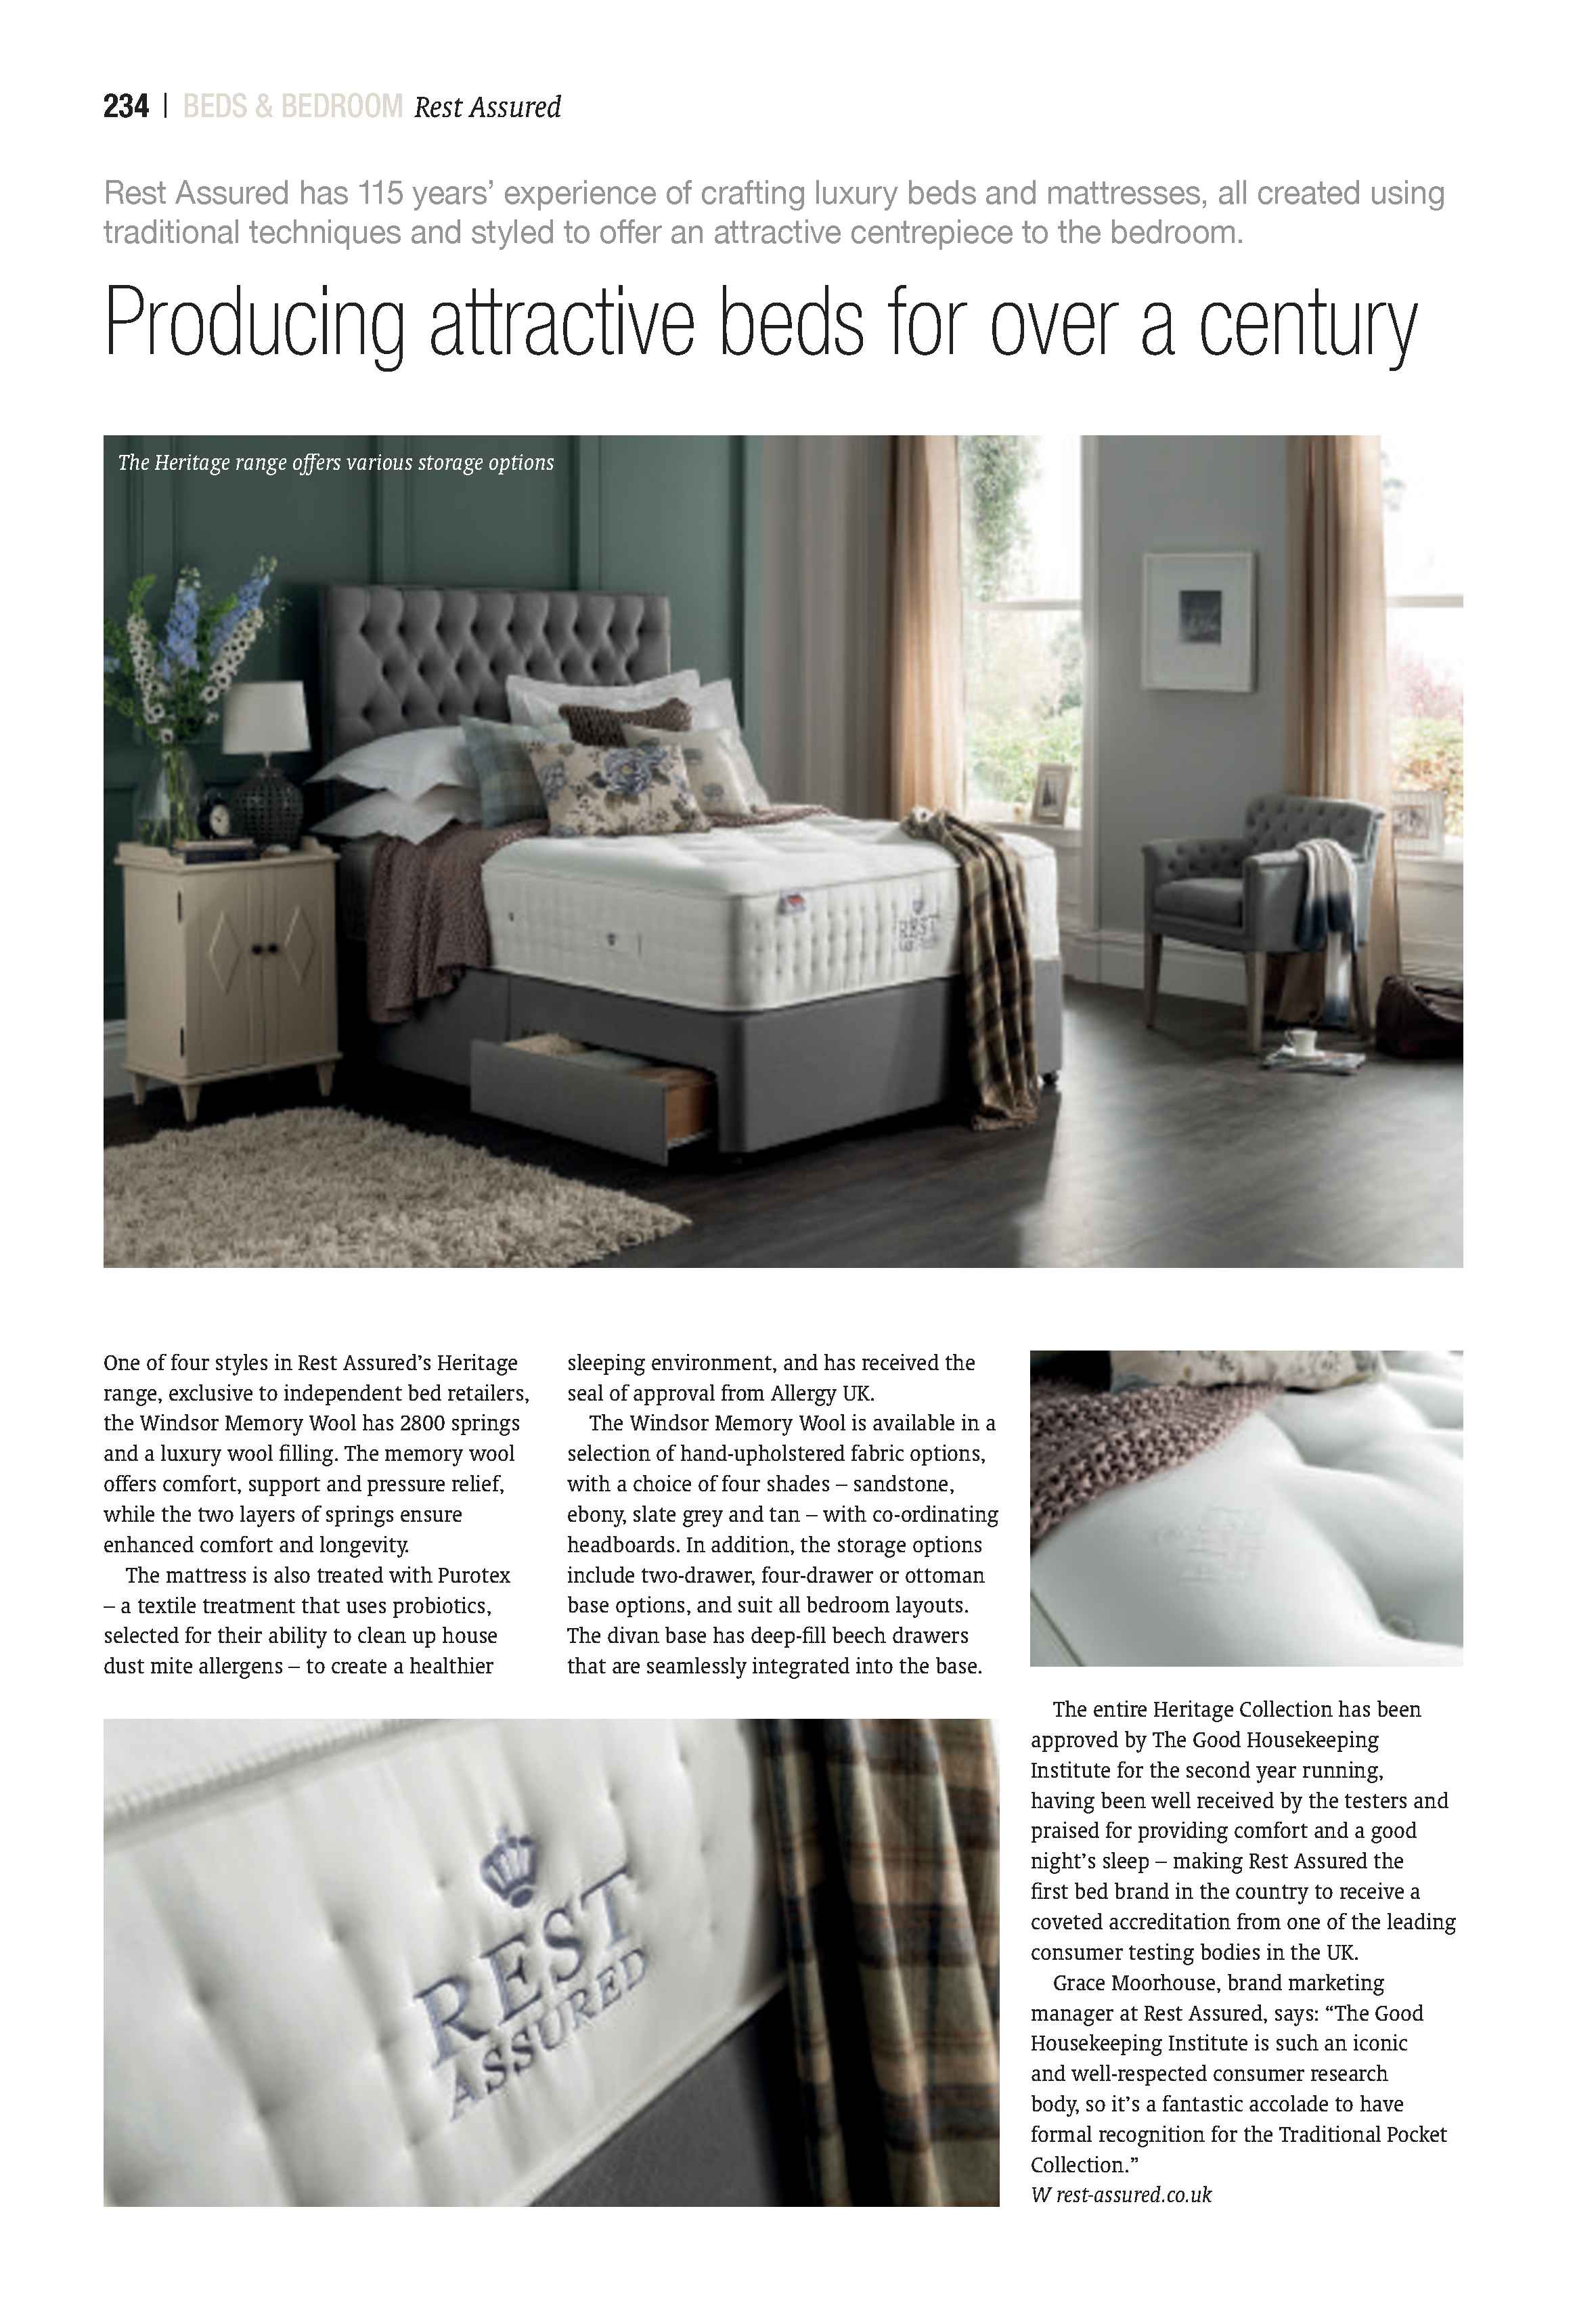 234 | BEDS & BEDROOM Rest Assured
Rest Assured has 115 years’ experience of crafting luxury beds and mattresses, all created using
traditional techniques and styled to offer an attractive centrepiece to the bedroom.
Producing attractive beds for over a century
The Heritage range offers various storage options
REST
One of four styles in Rest Assured’s Heritage
range, exclusive to independent bed retailers,
the Windsor Memory Wool has 2800 springs
and a luxury wool filling. The memory wool
offers comfort, support and pressure relief,
while the two layers of springs ensure
enhanced comfort and longevity.
The mattress is also treated with Purotex
– a textile treatment that uses probiotics,
selected for their ability to clean up house
dust mite allergens – to create a healthier
sleeping environment, and has received the
seal of approval from Allergy UK.
The Windsor Memory Wool is available in a
selection of hand-upholstered fabric options,
with a choice of four shades – sandstone,
ebony, slate grey and tan – with co-ordinating
headboards. In addition, the storage options
include two-drawer, four-drawer or ottoman
base options, and suit all bedroom layouts.
The divan base has deep-fill beech drawers
that are seamlessly integrated into the base.
REST
ASSURED
The entire Heritage Collection has been
approved by The Good Housekeeping
Institute for the second year running,
having been well received by the testers and
praised for providing comfort and a good
night’s sleep – making Rest Assured the
first bed brand in the country to receive a
coveted accreditation from one of the leading
consumer testing bodies in the UK.
Grace Moorhouse, brand marketing
manager at Rest Assured, says: “The Good
Housekeeping Institute is such an iconic
and well-respected consumer research
body, so it’s a fantastic accolade to have
formal recognition for the Traditional Pocket
Collection.”
W rest-assured.co.uk